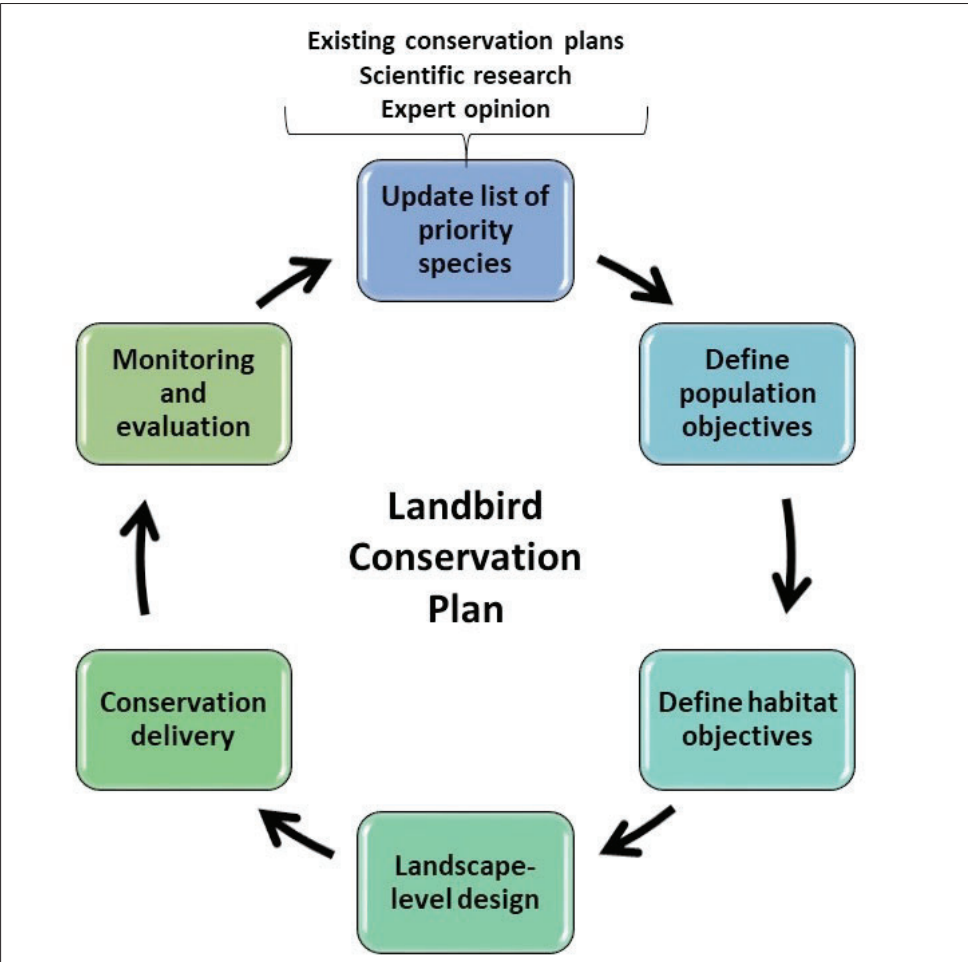 Existing conservation plans
Scientific research
Expert opinion
Update list of
priority
species
Define
population
objectives
Define habitat
objectives
Landscape-
level design
Conservation
delivery
Monitoring
and
evaluation
Landbird
Conservation
Plan